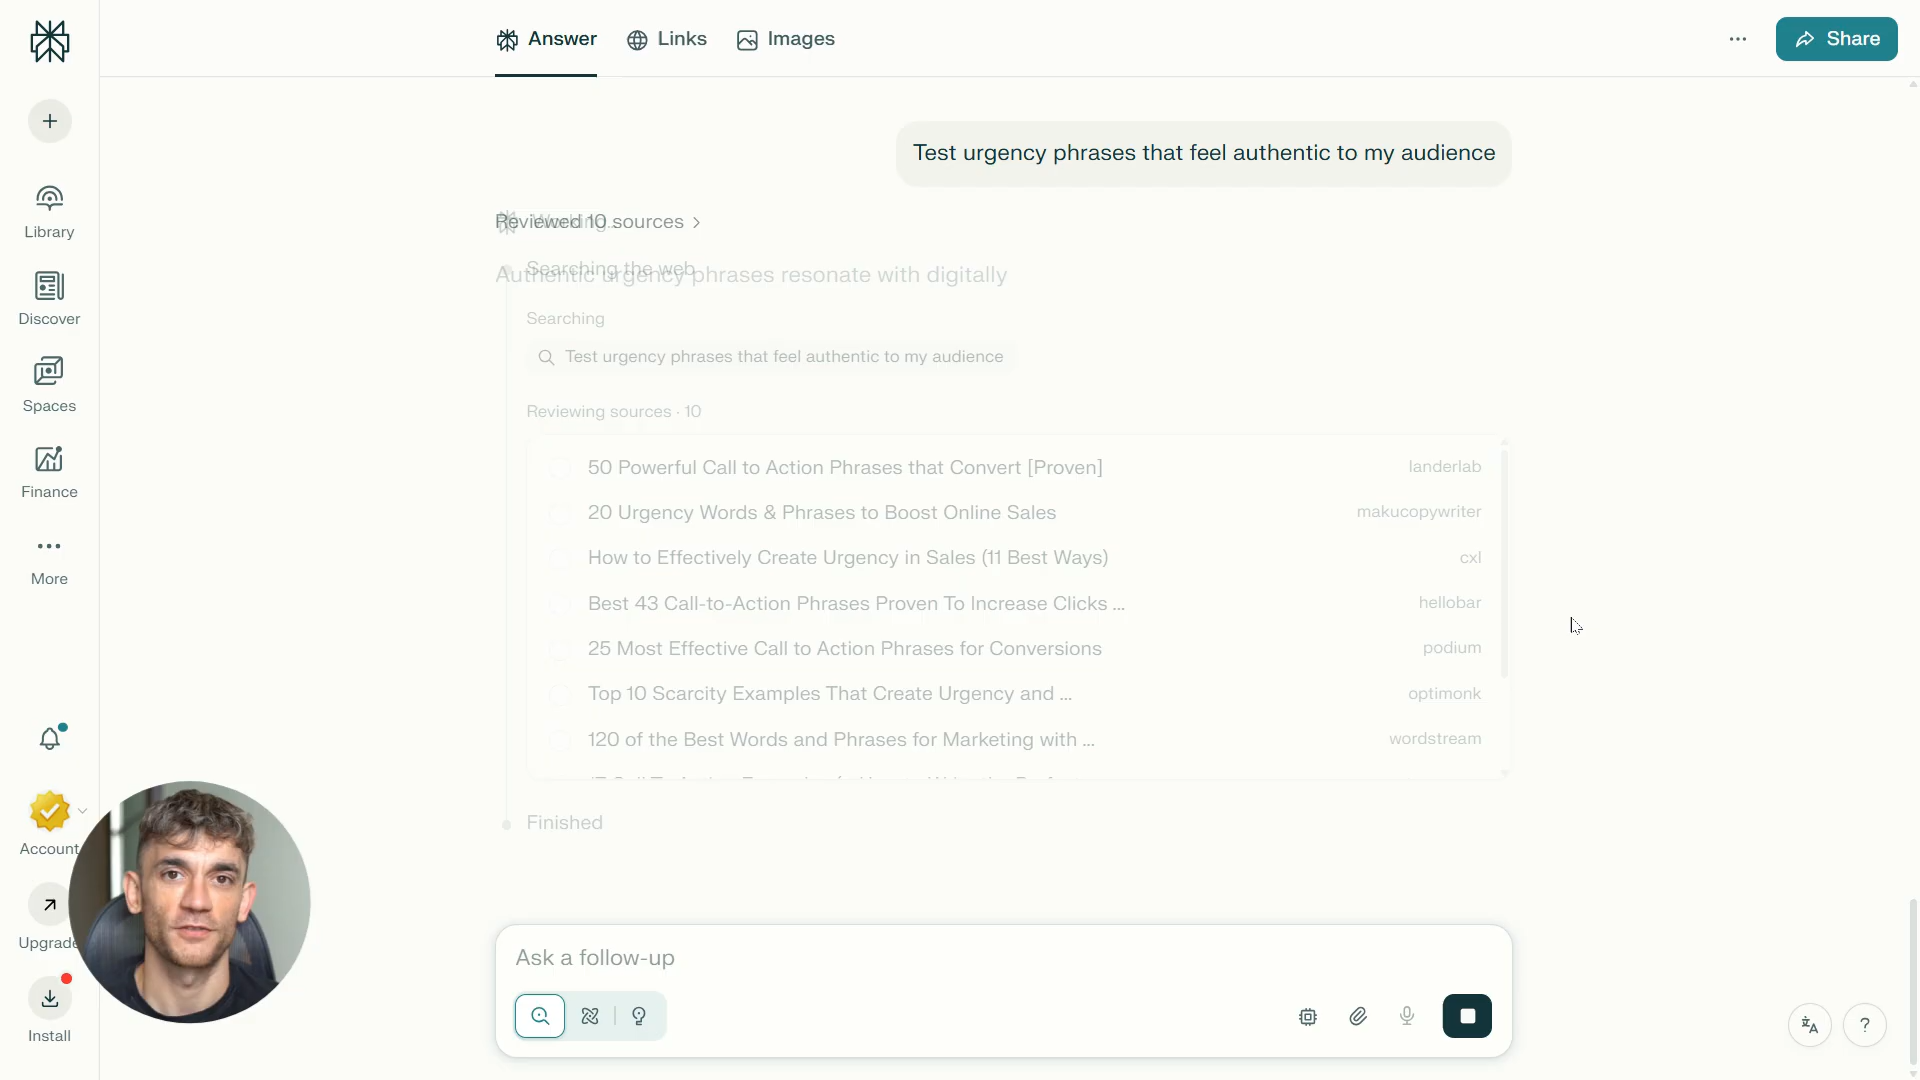 Answer
Links
Images
Share
Test urgency phrases that feel authentic to my audience
Reviewed 10 sources
Working...
Searching the web
Authentic urgency phrases resonate with digitally
Searching
Test urgency phrases that feel authentic to my audience
Reviewing sources · 10
50 Powerful Call to Action Phrases that Convert [Proven] landerlab
20 Urgency Words & Phrases to Boost Online Sales makucopywriter
How to Effectively Create Urgency in Sales (11 Best Ways) cxl
Best 43 Call-to-Action Phrases Proven To Increase Clicks ... hellobar
25 Most Effective Call to Action Phrases for Conversions podium
Top 10 Scarcity Examples That Create Urgency and ... optimonk
120 of the Best Words and Phrases for Marketing with ... wordstream
Finished
Ask a follow-up
Library
Discover
Spaces
Finance
More
Account
Upgrade
Install